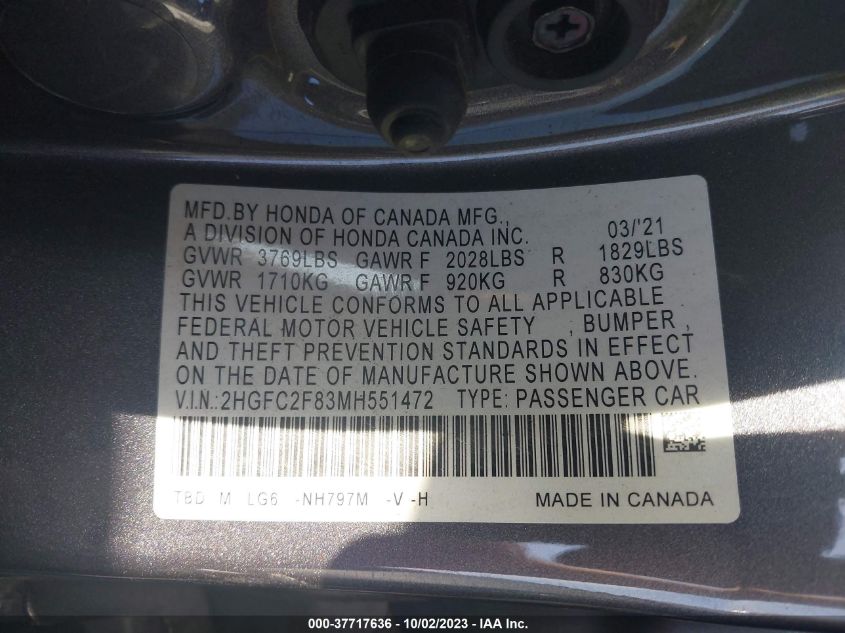 MFD.BY HONDA OF CANADA MFG., 03/'21
A DIVISION OF HONDA CANADA INC.
GVWR 3769LBS GAWR F 2028LBS R 1829LBS
GVWR 1710KG GAWR F 920KG R 830KG
THIS VEHICLE CONFORMS TO ALL APPLICABLE
FEDERAL MOTOR VEHICLE SAFETY , BUMPER ,
AND THEFT PREVENTION STANDARDS IN EFFECT
ON THE DATE OF MANUFACTURE SHOWN ABOVE.
V.I.N.:2HGFC2F83MH551472 TYPE: PASSENGER CAR
TBD M LG6 -NH797M -V -H MADE IN CANADA
000-37717636 - 10/02/2023 - IAA Inc.